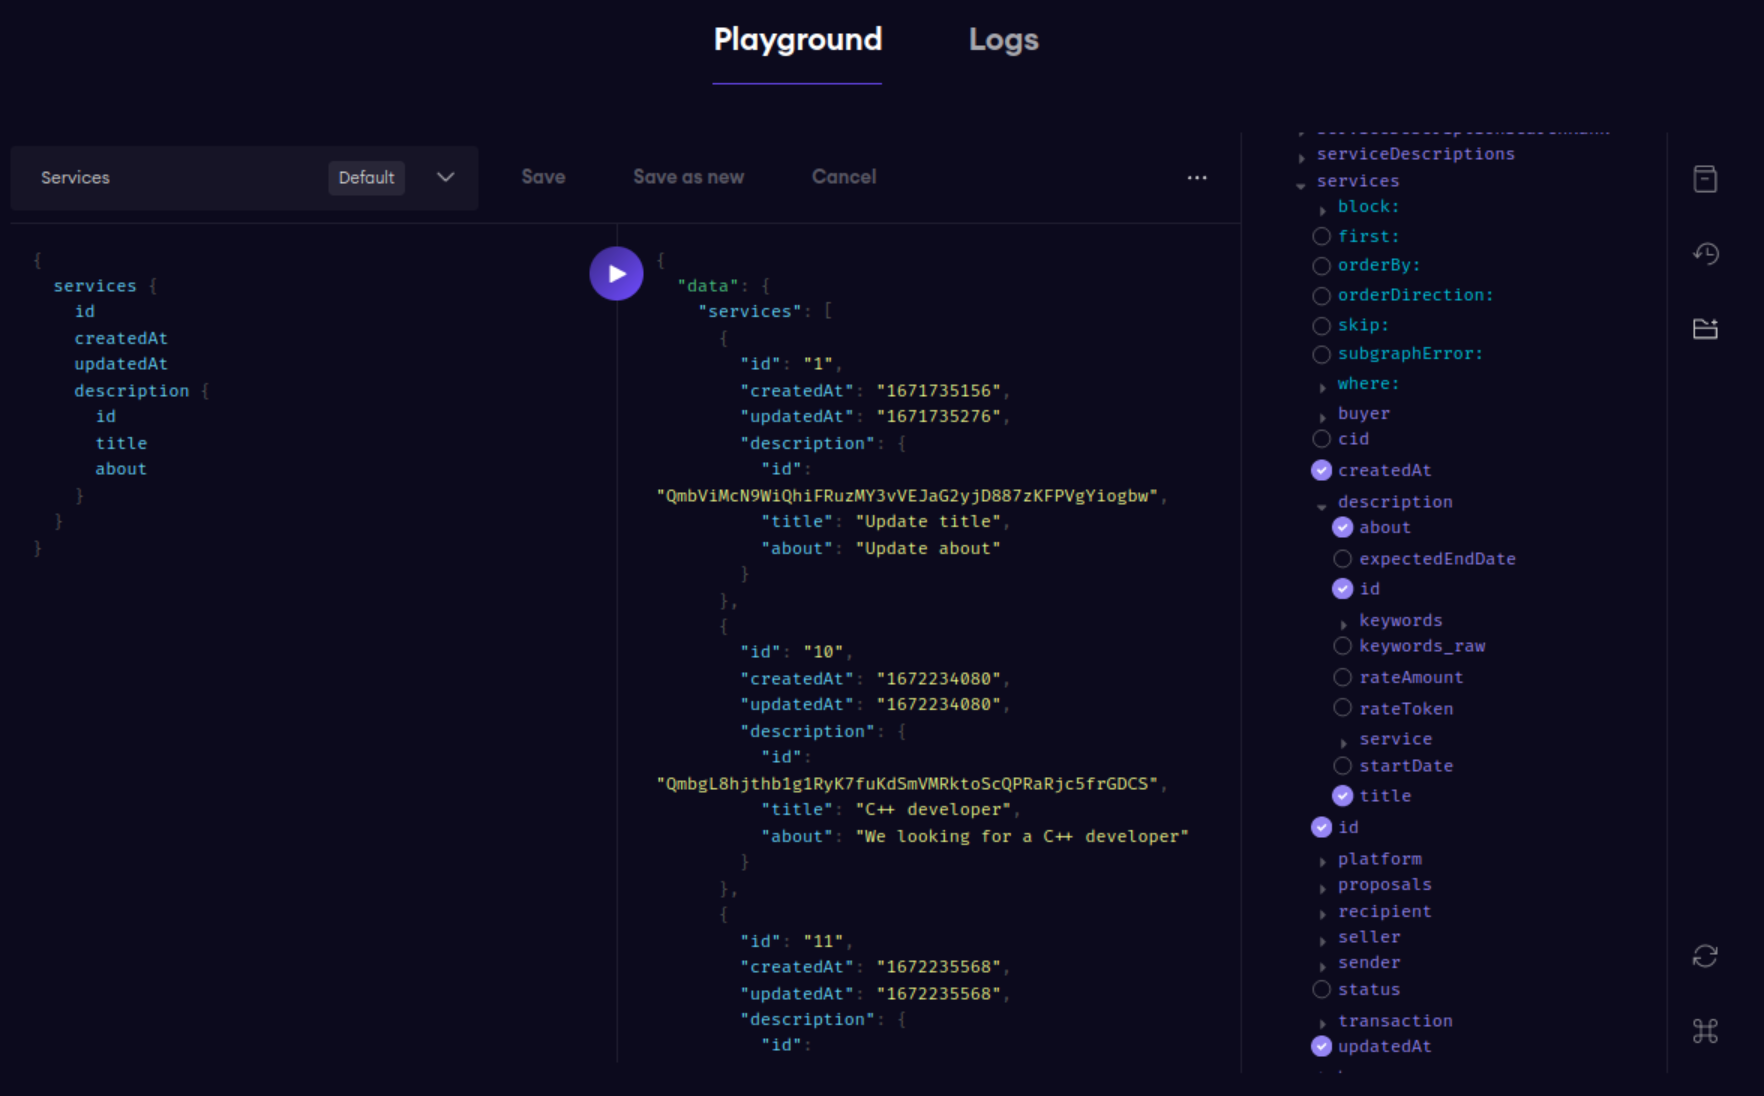 Playground
Logs
Services
Default
Save
Save as new
Cancel
...
{
  services {
    id
    createdAt
    updatedAt
    description {
      id
      title
      about
    }
  }
}
{
  "data": {
    "services": [
      {
        "id": "1",
        "createdAt": "1671735156",
        "updatedAt": "1671735276",
        "description": {
          "id":
"QmbViMcN9WiQhiFRuzMY3vVEJaG2yjD887zKFPVgYiogbw",
          "title": "Update title",
          "about": "Update about"
        }
      },
      {
        "id": "10",
        "createdAt": "1672234080",
        "updatedAt": "1672234080",
        "description": {
          "id":
"QmbgL8hjthb1g1RyK7fuKdSmVMRktoScQPRaRjc5frGDCS",
          "title": "C++ developer",
          "about": "We looking for a C++ developer"
        }
      },
      {
        "id": "11",
        "createdAt": "1672235568",
        "updatedAt": "1672235568",
        "description": {
          "id":
serviceDescriptions
services
block:
first:
orderBy:
orderDirection:
skip:
subgraphError:
where:
buyer
cid
createdAt
description
about
expectedEndDate
id
keywords
keywords_raw
rateAmount
rateToken
service
startDate
title
id
platform
proposals
recipient
seller
sender
status
transaction
updatedAt